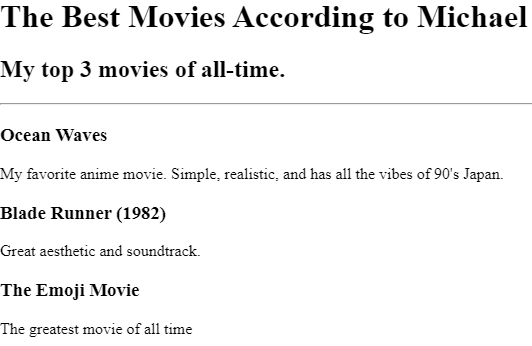 The Best Movies According to Michael
My top 3 movies of all-time.
Ocean Waves
My favorite anime movie. Simple, realistic, and has all the vibes of 90's Japan.
Blade Runner (1982)
Great aesthetic and soundtrack.
The Emoji Movie
The greatest movie of all time